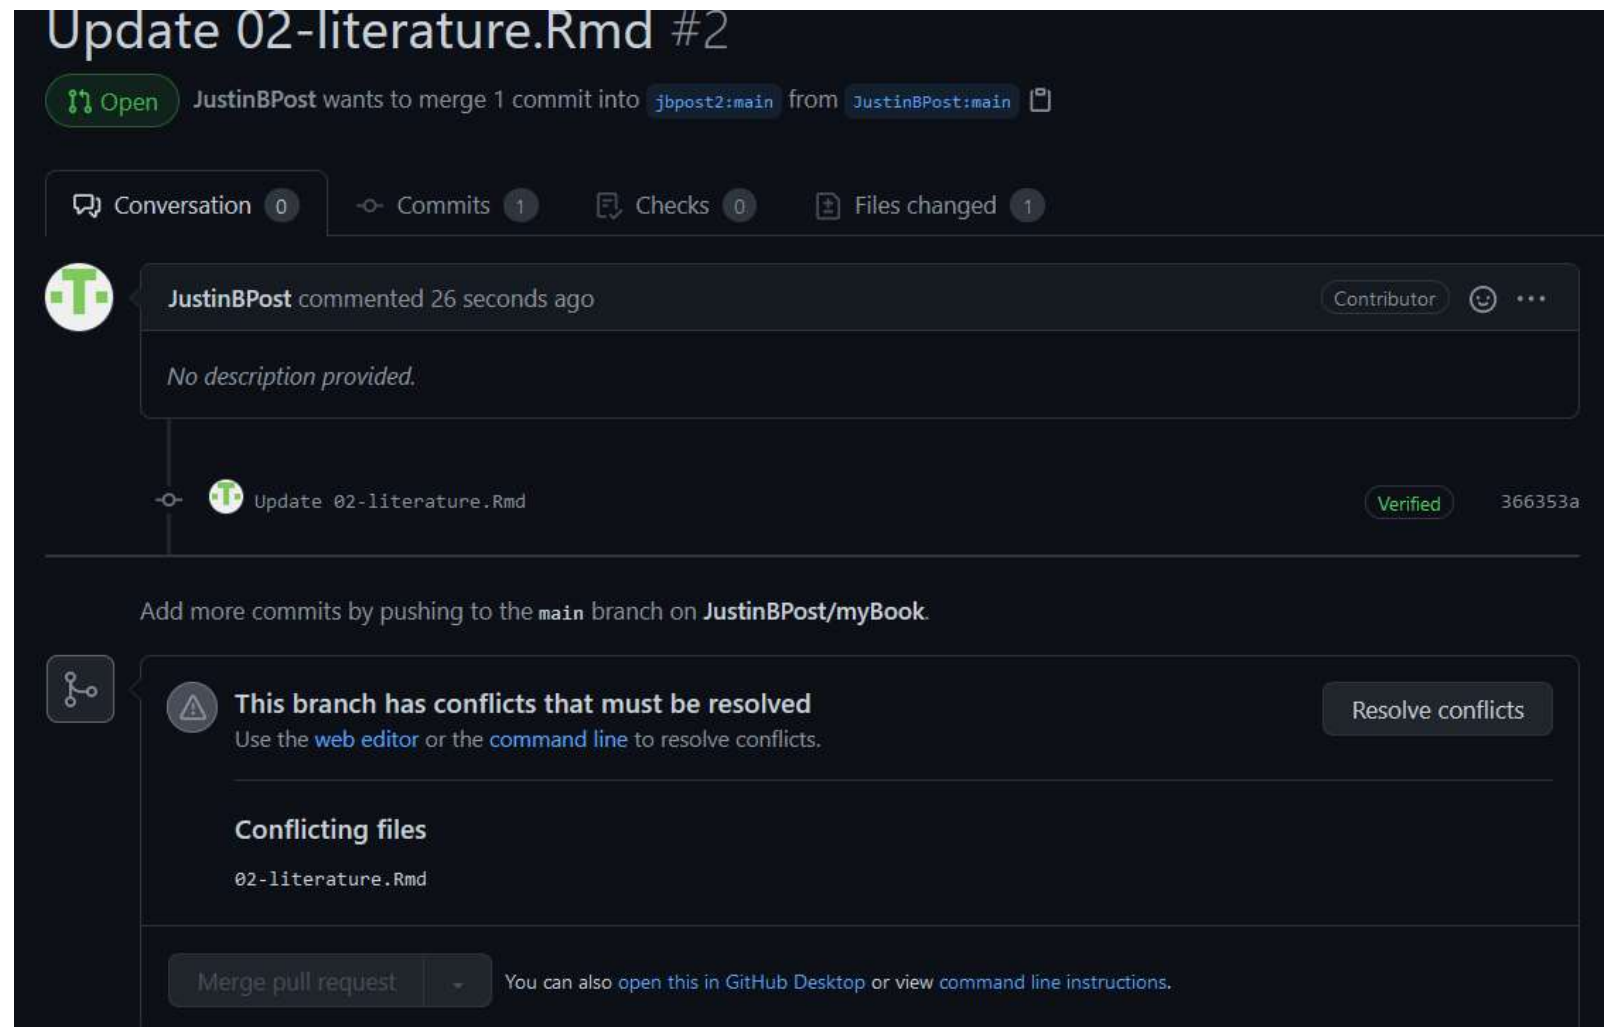 Update 02-literature.Rmd #2
Open JustinBPost wants to merge 1 commit into jbpost2:main from JustinBPost:main
Conversation 0 Commits 1 Checks 0 Files changed 1
JustinBPost commented 26 seconds ago Contributor
No description provided.
Update 02-literature.Rmd Verified 366353a
Add more commits by pushing to the main branch on JustinBPost/myBook.
This branch has conflicts that must be resolved
Resolve conflicts
Use the web editor or the command line to resolve conflicts.
Conflicting files
02-literature.Rmd
Merge pull request You can also open this in GitHub Desktop or view command line instructions.